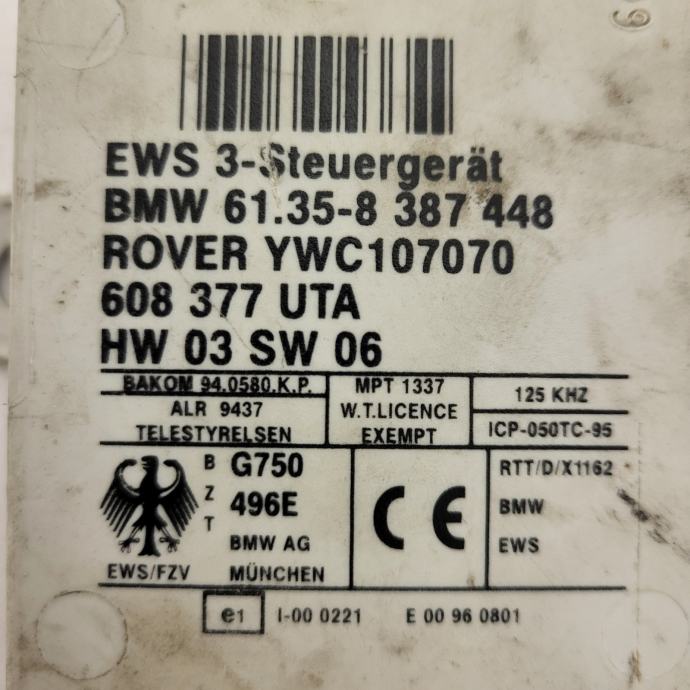 EWS 3-Steuergerät
BMW 61.35-8 387 448
ROVER YWC107070
608 377 UTA
HW 03 SW 06
BAKOM 94.0580.K.P.
ALR 9437
TELESTYRELSEN
MPT 1337
W.T.LICENCE
EXEMPT
125 KHZ
ICP-050TC-95
EWS/FZV
BZT
G750
496E
BMW AG
MÜNCHEN
CE
RTT/D/X1162
BMW
EWS
e1 I-00 0221 E 00 96 0801